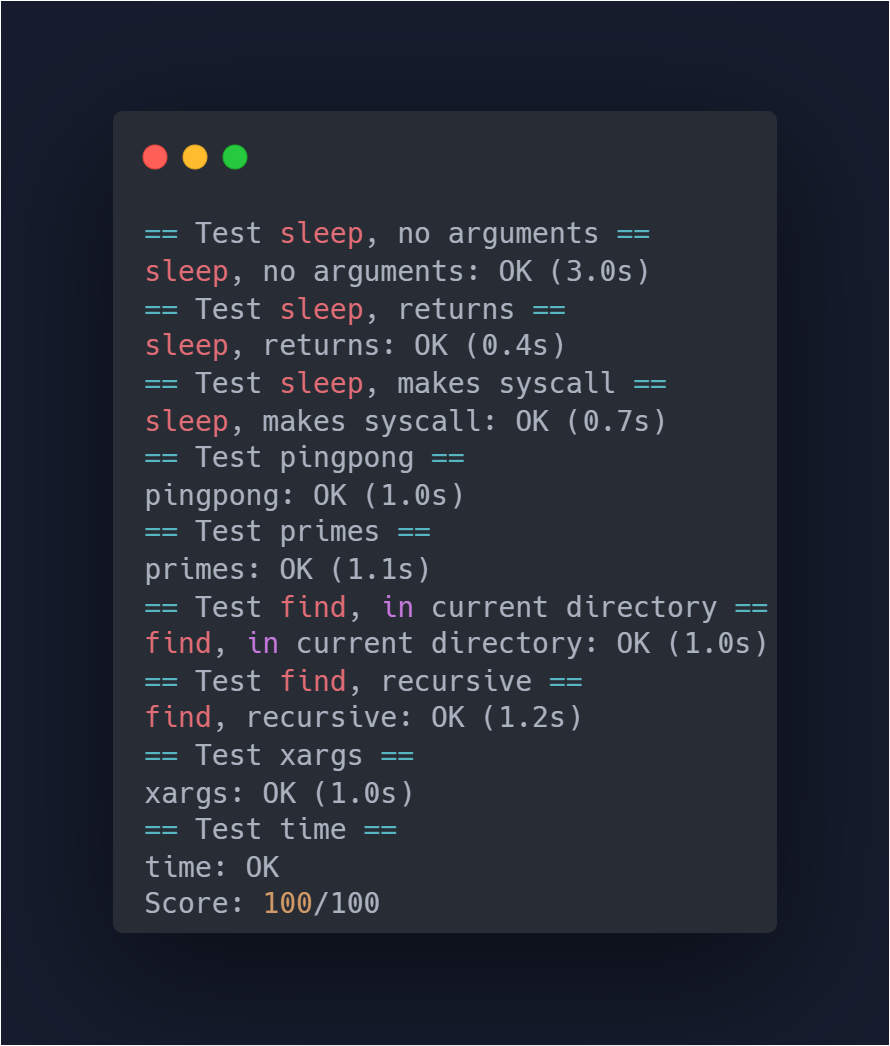 == Test sleep, no arguments ==
sleep, no arguments: OK (3.0s)
== Test sleep, returns ==
sleep, returns: OK (0.4s)
== Test sleep, makes syscall ==
sleep, makes syscall: OK (0.7s)
== Test pingpong ==
pingpong: OK (1.0s)
== Test primes ==
primes: OK (1.1s)
== Test find, in current directory ==
find, in current directory: OK (1.0s)
== Test find, recursive ==
find, recursive: OK (1.2s)
== Test xargs ==
xargs: OK (1.0s)
== Test time ==
time: OK
Score: 100/100